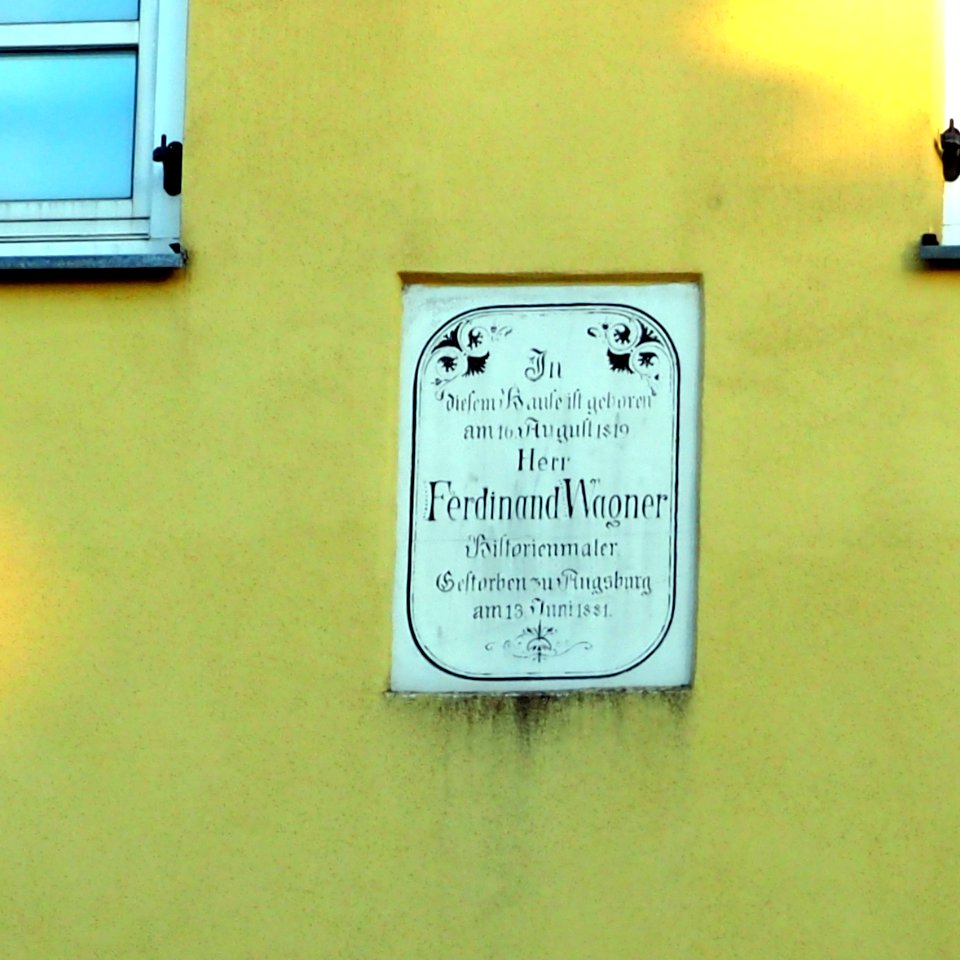 In
diesem Hause ist geboren
am 16. August 1819
Herr
Ferdinand Wagner
Historienmaler.
Gestorben zu Augsburg
am 13. Juni 1881.